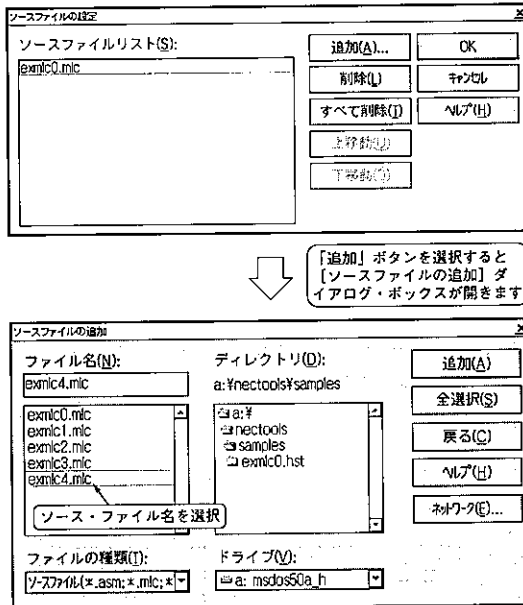 ソースファイルの設定
ソースファイルリスト(S):
exmlc0.mlc
追加(A)...
OK
削除(L)
キャンセル
すべて削除(T)
ヘルプ(H)
上移動(U)
下移動(O)
「追加」ボタンを選択すると
[ソースファイルの追加]ダ
イアログ・ボックスが開きます
ソースファイルの追加
ファイル名(N):
exmlc4.mlc
exmlc0.mlc
exmlc1.mlc
exmlc2.mlc
exmlc3.mlc
exmlc4.mlc
ソース・ファイル名を選択
ファイルの種類(T):
ソースファイル(*.asm;*.mlc;*
ディレクトリ(D):
a:¥nectools¥samples
a:¥
nectools
samples
exmlc0.hst
ドライブ(V):
a: msdos50a_h
追加(A)
全選択(S)
戻る(C)
ヘルプ(H)
ネットワーク(E)...